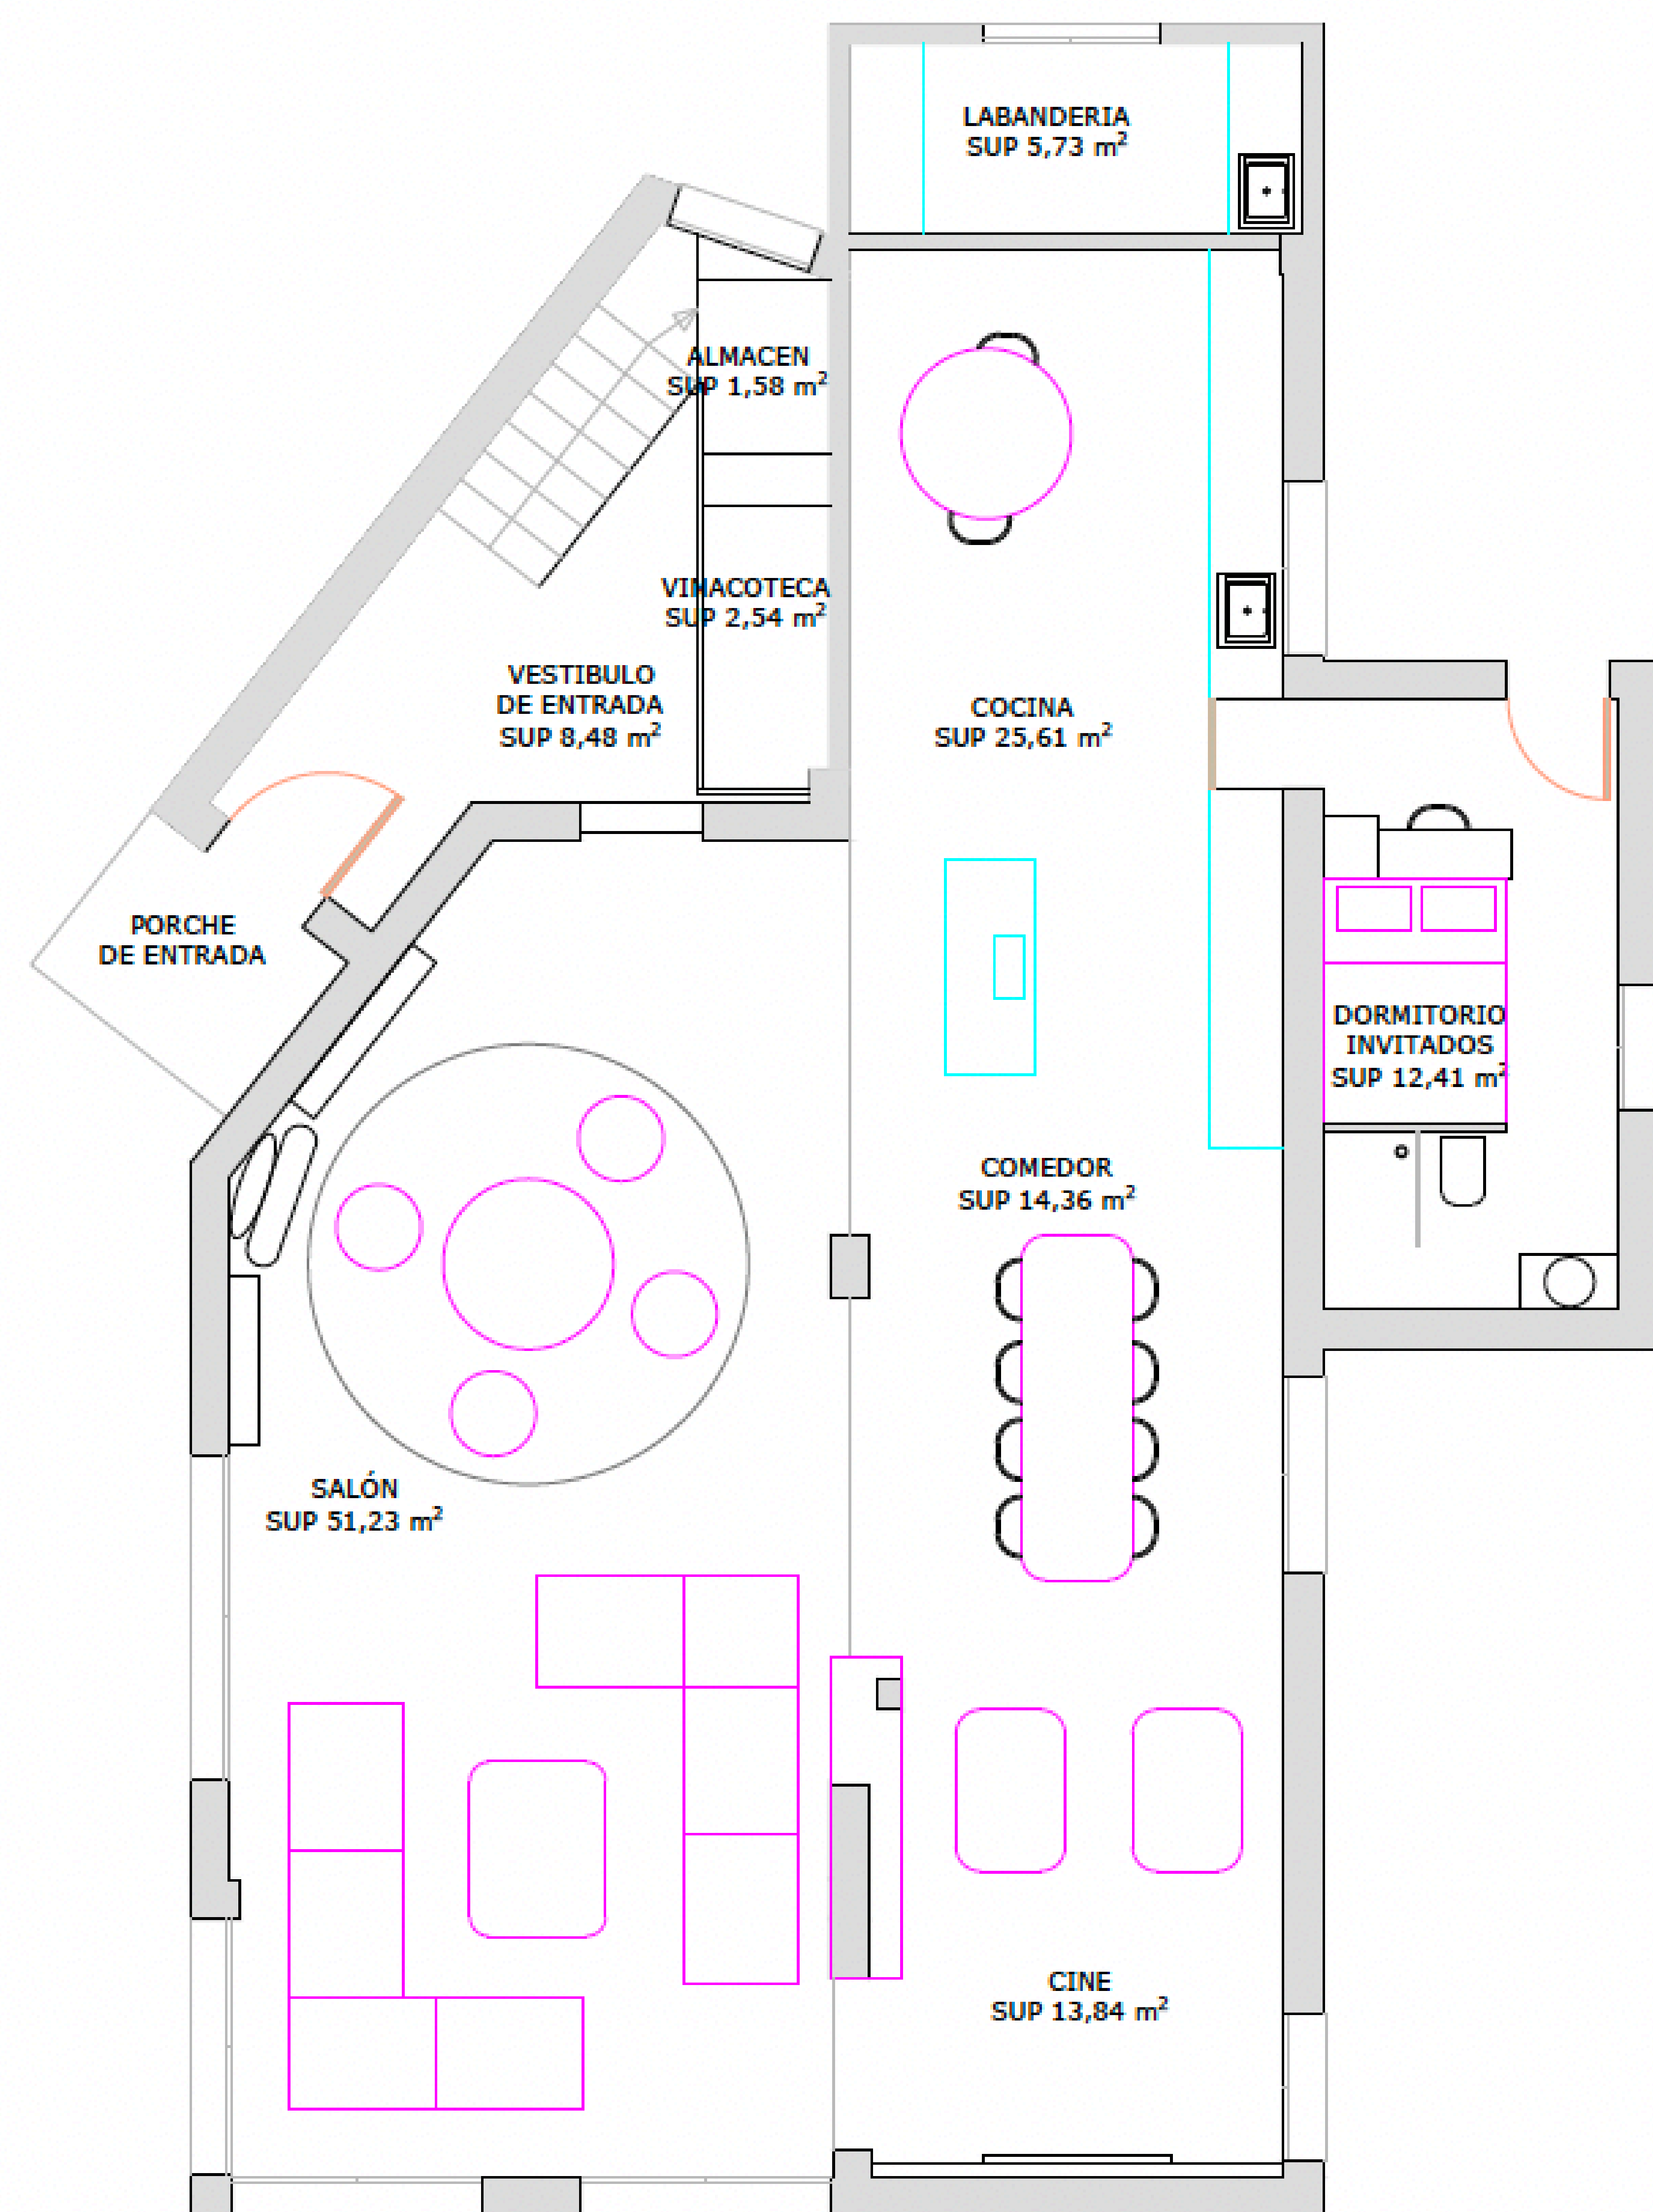 LABANDERIA
SUP 5,73 m²
ALMACEN
SUP 1,58 m²
VINACOTECA
SUP 2,54 m²
VESTIBULO
DE ENTRADA
SUP 8,48 m²
COCINA
SUP 25,61 m²
PORCHE
DE ENTRADA
DORMITORIO
INVITADOS
SUP 12,41 m²
COMEDOR
SUP 14,36 m²
SALÓN
SUP 51,23 m²
CINE
SUP 13,84 m²